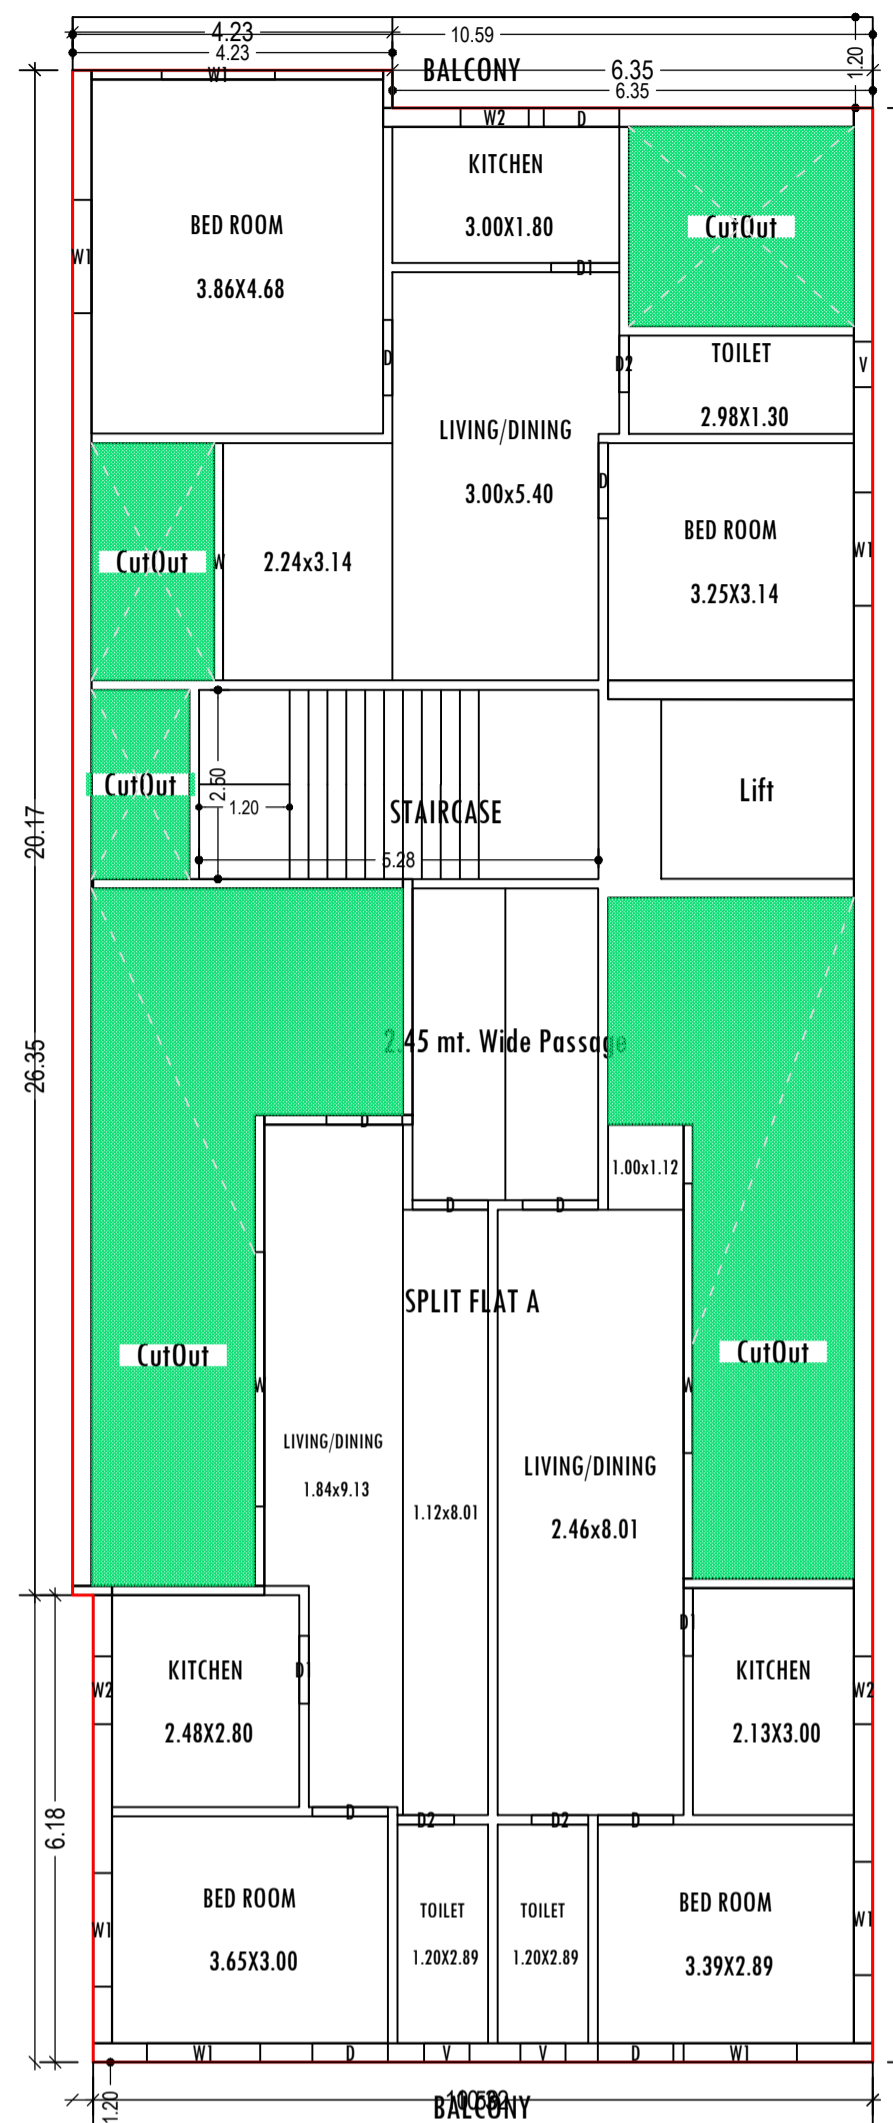 4.23
10.59
4.23
BALCONY
6.35
1.20
6.35
W1
W2
D
KITCHEN
3.00X1.80
CutOut
BED ROOM
3.86X4.68
W1
D1
TOILET
2.98X1.30
D
D2
V
LIVING/DINING
3.00x5.40
D
BED ROOM
3.25X3.14
W1
CutOut
W
2.24x3.14
CutOut
2.50
1.20
STAIRCASE
5.28
Lift
20.17
26.35
2.45 mt. Wide Passage
D
1.00x1.12
D
D
SPLIT FLAT A
CutOut
CutOut
W
W
LIVING/DINING
1.84x9.13
1.12x8.01
LIVING/DINING
2.46x8.01
D1
KITCHEN
2.48X2.80
D1
W2
KITCHEN
2.13X3.00
W2
6.18
D
D2
D2
D
BED ROOM
3.65X3.00
W1
TOILET
1.20X2.89
TOILET
1.20X2.89
BED ROOM
3.39X2.89
W1
W1
D
V
V
D
W1
1.20
BALCONY